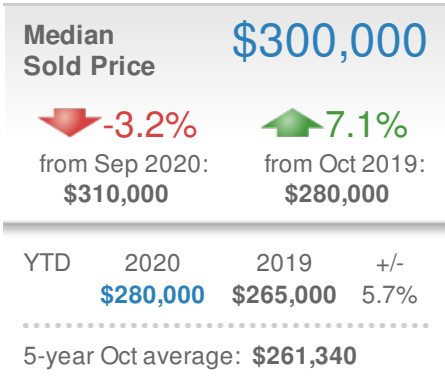 Median $300,000
Sold Price
-3.2% 7.1%
from Sep 2020: from Oct 2019:
$310,000 $280,000
YTD 2020 2019 +/-
$280,000 $265,000 5.7%
5-year Oct average: $261,340